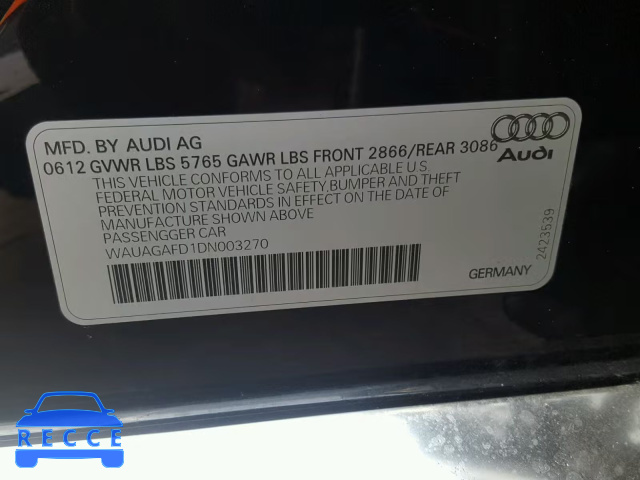 MFD. BY AUDI AG
0612 GVWR LBS 5765 GAWR LBS FRONT 2866/REAR 3086
THIS VEHICLE CONFORMS TO ALL APPLICABLE U S
FEDERAL MOTOR VEHICLE SAFETY,BUMPER AND THEFT
PREVENTION STANDARDS IN EFFECT ON THE DATE OF
MANUFACTURE SHOWN ABOVE
PASSENGGER CAR
WAUAGAFD1DN003270
Audi
2423539
GERMANY
RECCE